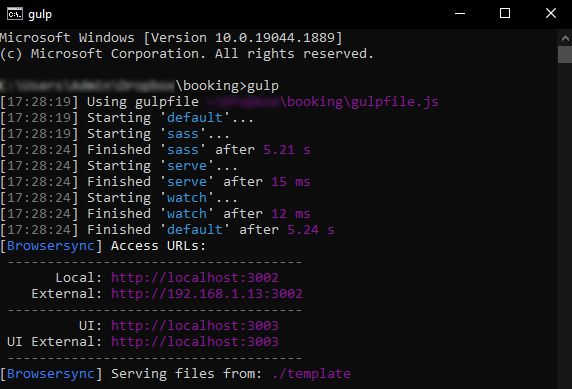 gulp
Microsoft Windows [Version 10.0.19044.1889]
(c) Microsoft Corporation. All rights reserved.
\booking>gulp
[17:28:19] Using gulpfile \booking\gulpfile.js
[17:28:19] Starting 'default'...
[17:28:19] Starting 'sass'...
[17:28:24] Finished 'sass' after 5.21 s
[17:28:24] Starting 'serve'...
[17:28:24] Finished 'serve' after 15 ms
[17:28:24] Starting 'watch'...
[17:28:24] Finished 'watch' after 12 ms
[17:28:24] Finished 'default' after 5.24 s
[Browsersync] Access URLs:
-------------------------------------
Local: http://localhost:3002
External: http://192.168.1.13:3002
-------------------------------------
UI: http://localhost:3003
UI External: http://localhost:3003
-------------------------------------
[Browsersync] Serving files from: ./template